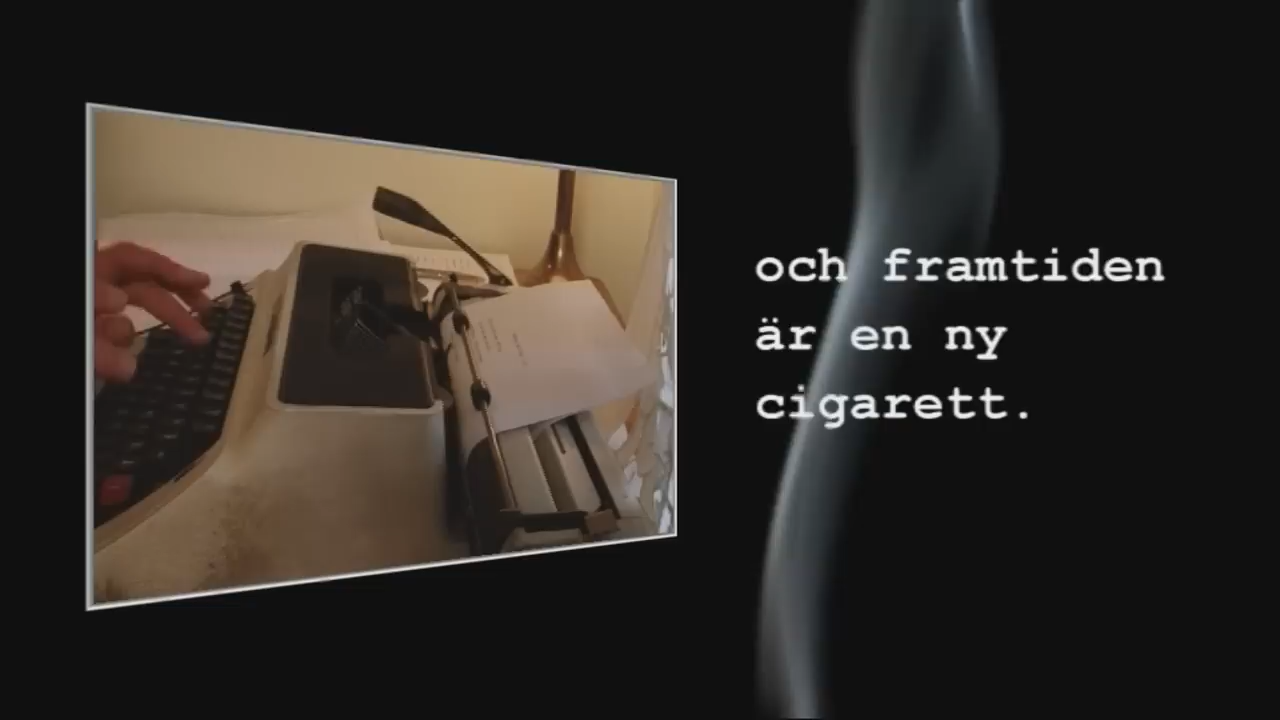 och framtiden
är en ny
cigarett.